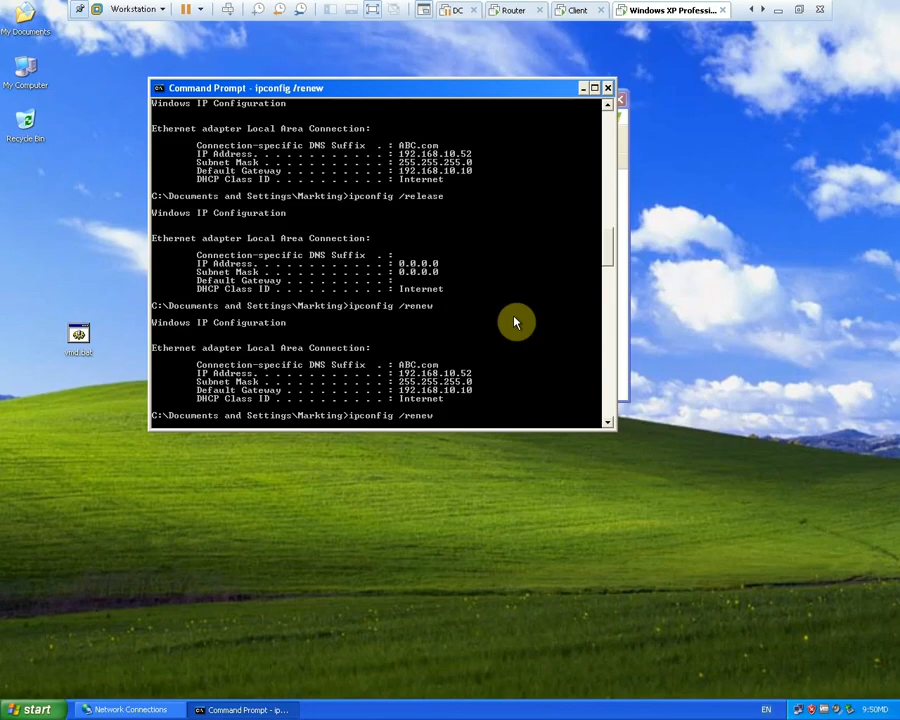 Workstation
DC
Router
Client
Windows XP Professi...
My Documents
My Computer
Recycle Bin
vmd.bat
Command Prompt - ipconfig /renew
Windows IP Configuration
Ethernet adapter Local Area Connection:
Connection-specific DNS Suffix . : ABC.com
IP Address. . . . . . . . . . . . : 192.168.10.52
Subnet Mask . . . . . . . . . . . : 255.255.255.0
Default Gateway . . . . . . . . . : 192.168.10.10
DHCP Class ID . . . . . . . . . . : Internet
C:\Documents and Settings\Markting>ipconfig /release
Windows IP Configuration
Ethernet adapter Local Area Connection:
Connection-specific DNS Suffix . :
IP Address. . . . . . . . . . . . : 0.0.0.0
Subnet Mask . . . . . . . . . . . : 0.0.0.0
Default Gateway . . . . . . . . . :
DHCP Class ID . . . . . . . . . . : Internet
C:\Documents and Settings\Markting>ipconfig /renew
Windows IP Configuration
Ethernet adapter Local Area Connection:
Connection-specific DNS Suffix . : ABC.com
IP Address. . . . . . . . . . . . : 192.168.10.52
Subnet Mask . . . . . . . . . . . : 255.255.255.0
Default Gateway . . . . . . . . . : 192.168.10.10
DHCP Class ID . . . . . . . . . . : Internet
C:\Documents and Settings\Markting>ipconfig /renew
start
Network Connections
Command Prompt - ip...
EN
9:50MD